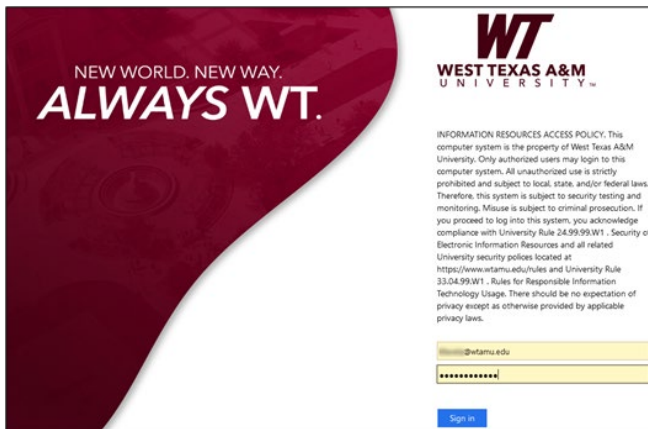 NEW WORLD. NEW WAY.
ALWAYS WT.
WT
WEST TEXAS A&M
UNIVERSITY™
INFORMATION RESOURCES ACCESS POLICY. This
computer system is the property of West Texas A&M
University. Only authorized users may login to this
computer system. All unauthorized use is strictly
prohibited and subject to local, state, and/or federal laws.
Therefore, this system is subject to security testing and
monitoring. Misuse is subject to criminal prosecution. If
you proceed to log into this system, you acknowledge
compliance with University Rule 24.99.99.W1 . Security of
Electronic Information Resources and all related
University security polices located at
https://www.wtamu.edu/rules and University Rule
33.04.99.W1 . Rules for Responsible Information
Technology Usage. There should be no expectation of
privacy except as otherwise provided by applicable
privacy laws.
@wtamu.edu
••••••••••••
Sign in